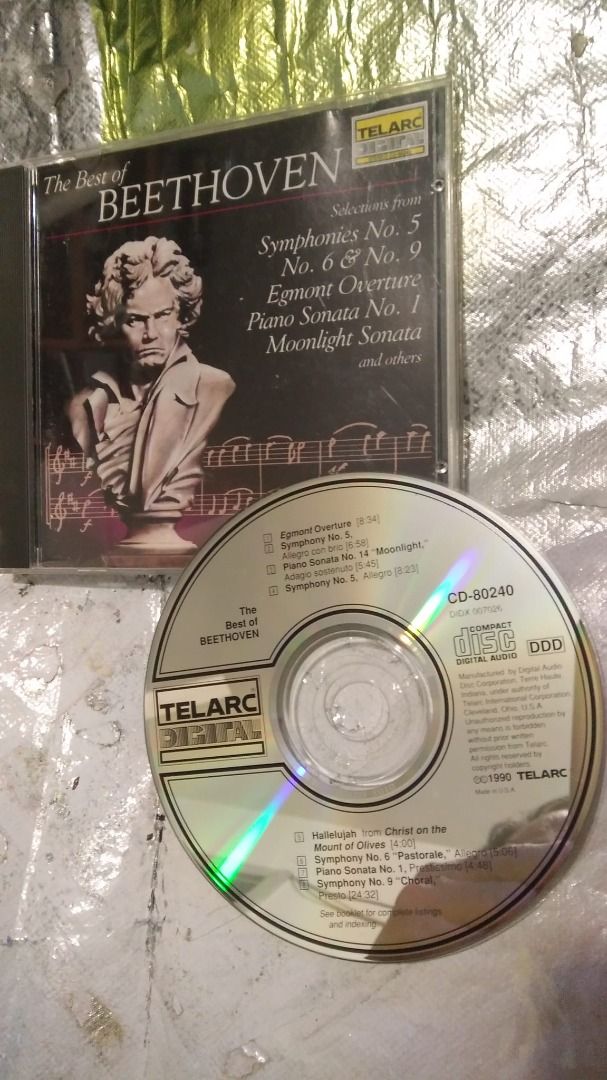 The Best of
BEETHOVEN
TELARC
DIGITAL
Selections from
Symphonies No. 5
No. 6 & No. 9
Egmont Overture
Piano Sonata No. 1
Moonlight Sonata
and others
1 Egmont Overture [8:34]
2 Symphony No. 5,
Allegro con brio [6:58]
3 Piano Sonata No. 14 "Moonlight,"
Adagio sostenuto [5:45]
4 Symphony No. 5, Allegro [8:23]
The
Best of
BEETHOVEN
CD-80240
DIDX 007026
COMPACT
disc
DIGITAL AUDIO
DDD
TELARC
DIGITAL
Manufactured by Digital Audio
Disc Corporation, Terre Haute
Indiana, under authority of
Telarc International Corporation,
Cleveland, Ohio, U.S.A.
Unauthorized reproduction by
any means is forbidden
without prior written
permission from Telarc.
All rights reserved by
copyright holders.
℗©1990 TELARC
Made in U.S.A.
5 Hallelujah from Christ on the
Mount of Olives [4:00]
6 Symphony No. 6 "Pastorale," Allegro [5:06]
7 Piano Sonata No. 1, Prestissimo [4:48]
8 Symphony No. 9 "Choral,"
Presto [24:32]
See booklet for complete listings
and indexing.